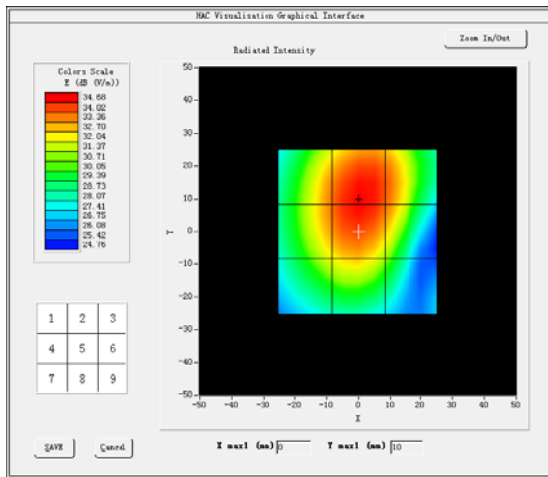 HAC Visualisation Graphical Interface
Zoom In/Out
Radiated Intensity
Colors Scale
E (dB (V/m))
34.68
34.02
33.36
32.70
32.04
31.37
30.71
30.05
29.39
28.73
28.07
27.41
26.75
26.08
25.42
24.76
50
40
30
20
10
0
-10
-20
-30
-40
-50
Y
-50 -40 -30 -20 -10 0 10 20 30 40 50
X
1 2 3
4 5 6
7 8 9
SAVE
Cancel
X max1 (mm) 0
Y max1 (mm) 10